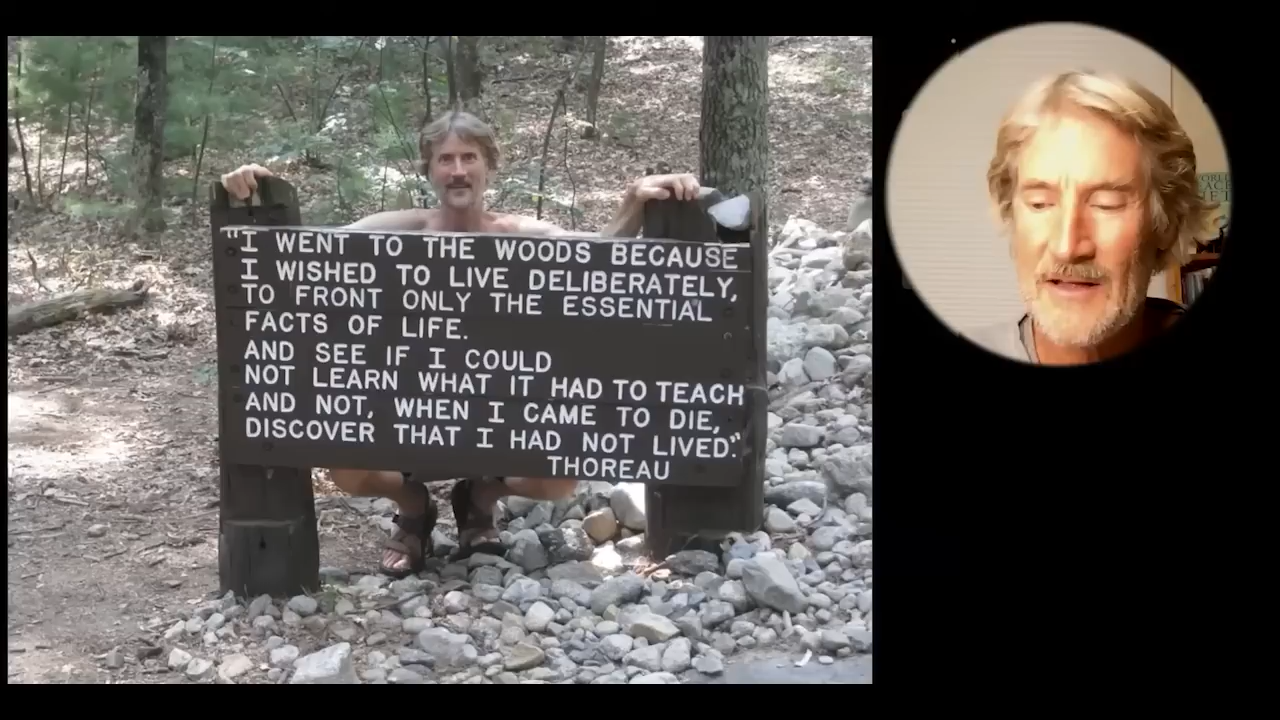 "I WENT TO THE WOODS BECAUSE
I WISHED TO LIVE DELIBERATELY,
TO FRONT ONLY THE ESSENTIAL
FACTS OF LIFE.
AND SEE IF I COULD
NOT LEARN WHAT IT HAD TO TEACH
AND NOT, WHEN I CAME TO DIE,
DISCOVER THAT I HAD NOT LIVED."
THOREAU